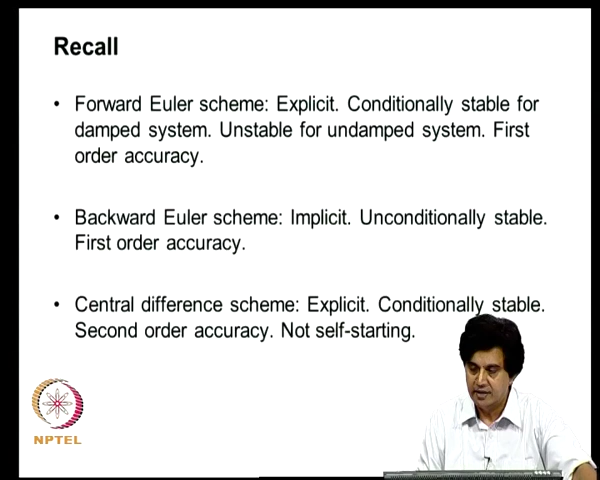 Recall
• Forward Euler scheme: Explicit. Conditionally stable for
damped system. Unstable for undamped system. First
order accuracy.
• Backward Euler scheme: Implicit. Unconditionally stable.
First order accuracy.
• Central difference scheme: Explicit. Conditionally stable.
Second order accuracy. Not self-starting.
NPTEL